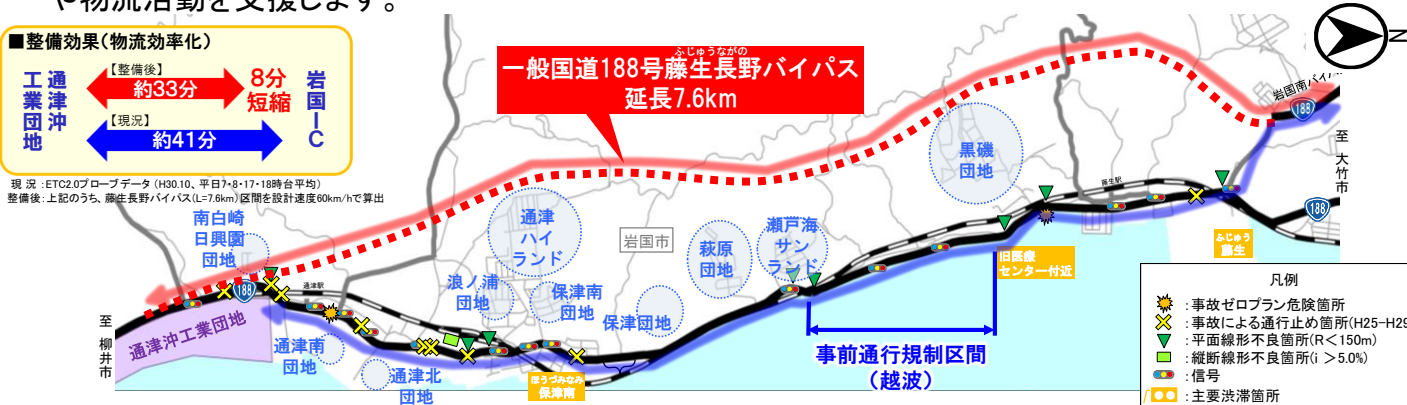 や物流活動を支援します。
■整備効果(物流効率化)
通津沖
工業団地
【整備後】
約33分
8分
短縮
【現況】
約41分
岩国IC
現 況 :ETC2.0プローブデータ (H30.10、平日7・8・17・18時台平均)
整備後:上記のうち、藤生長野バイパス(L=7.6km)区間を設計速度60km/hで算出
ふじゅうながの
一般国道188号藤生長野バイパス
延長7.6km
N
岩国南バイパス
188
至 大竹市
188
黒磯
団地
藤生駅
ふじゅう
藤生
旧医療
センター付近
瀬戸海
サン
ランド
萩原
団地
岩国市
通津
ハイ
ランド
保津団地
保津南
団地
浪ノ浦
団地
南白崎
日興園
団地
188
通津駅
至 柳井市
通津沖工業団地
通津南
団地
通津北
団地
ほうづみなみ
保津南
事前通行規制区間
(越波)
凡例
:事故ゼロプラン危険箇所
:事故による通行止め箇所(H25-H29
:平面線形不良箇所(R<150m)
:縦断線形不良箇所(i >5.0%)
:信号
:主要渋滞箇所